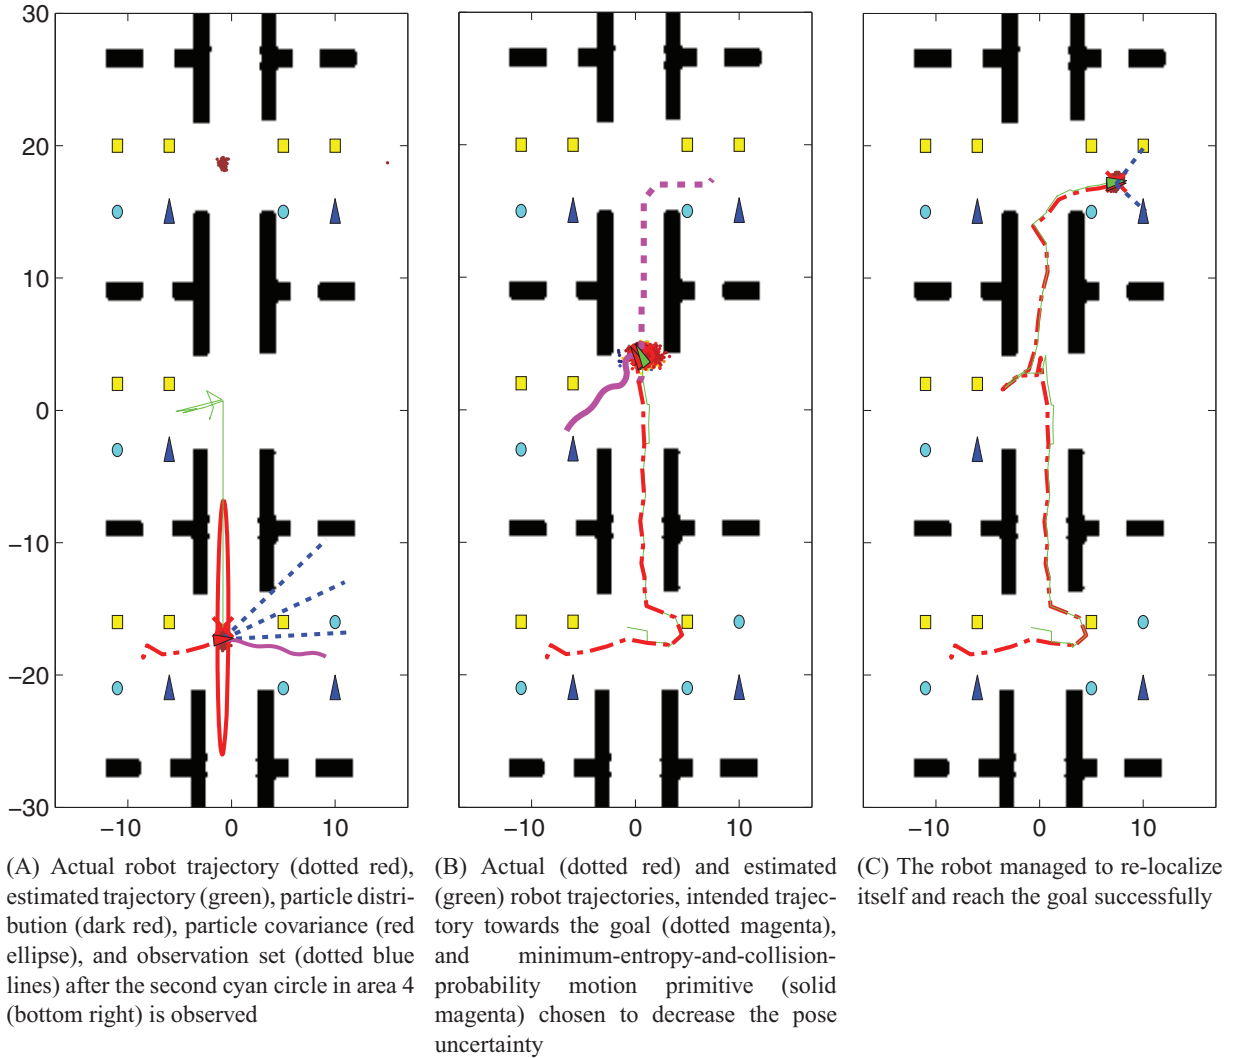 30
20
10
0
−10
−20
−30
−10 0 10
−10 0 10
−10 0 10
(A) Actual robot trajectory (dotted red),
estimated trajectory (green), particle distri-
bution (dark red), particle covariance (red
ellipse), and observation set (dotted blue
lines) after the second cyan circle in area 4
(bottom right) is observed
(B) Actual (dotted red) and estimated
(green) robot trajectories, intended trajec-
tory towards the goal (dotted magenta),
and minimum-entropy-and-collision-
probability motion primitive (solid
magenta) chosen to decrease the pose
uncertainty
(C) The robot managed to re-localize
itself and reach the goal successfully